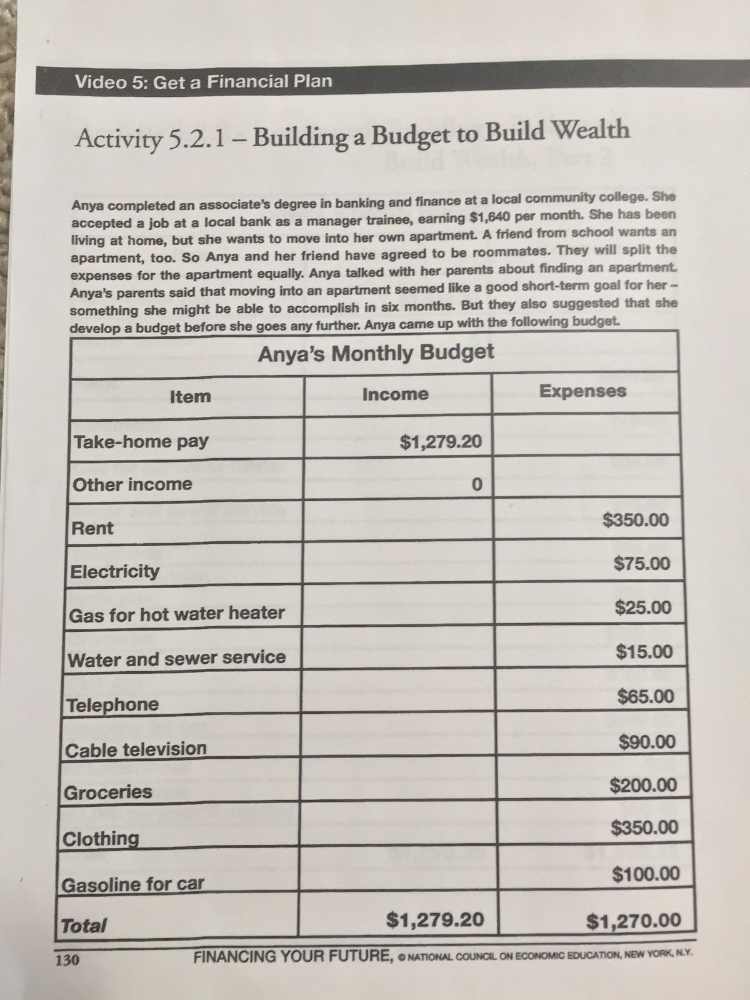 Video 5: Get a Financial Plan
Activity 5.2.1 – Building a Budget to Build Wealth
Build Wealth, Part 2
Anya completed an associate's degree in banking and finance at a local community college. She
accepted a job at a local bank as a manager trainee, earning $1,640 per month. She has been
living at home, but she wants to move into her own apartment. A friend from school wants an
apartment, too. So Anya and her friend have agreed to be roommates. They will split the
expenses for the apartment equally. Anya talked with her parents about finding an apartment.
Anya's parents said that moving into an apartment seemed like a good short-term goal for her –
something she might be able to accomplish in six months. But they also suggested that she
develop a budget before she goes any further. Anya came up with the following budget.
Anya's Monthly Budget
Item Income Expenses
Take-home pay $1,279.20
Other income 0
Rent $350.00
Electricity $75.00
Gas for hot water heater $25.00
Water and sewer service $15.00
Telephone $65.00
Cable television $90.00
Groceries $200.00
Clothing $350.00
Gasoline for car $100.00
Total $1,279.20 $1,270.00
130 FINANCING YOUR FUTURE, © NATIONAL COUNCIL ON ECONOMIC EDUCATION, NEW YORK, N.Y.